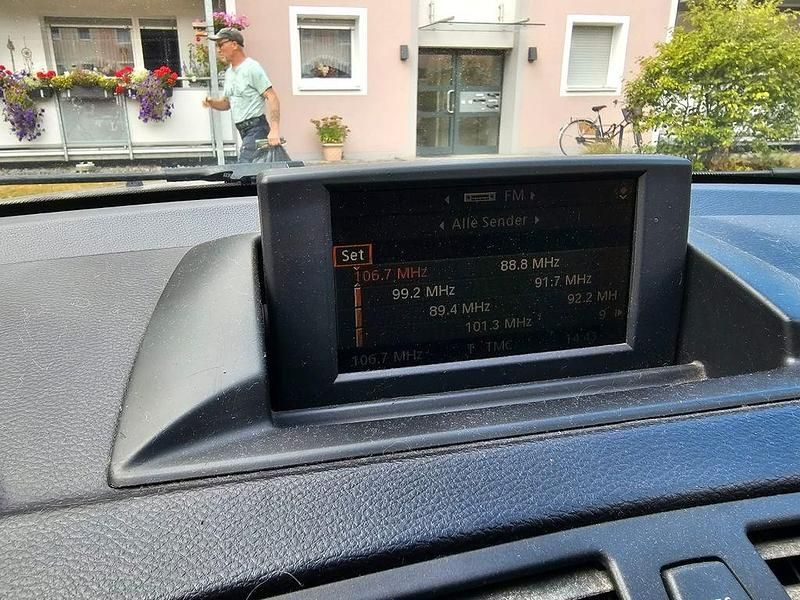 FM
Alle Sender
Set
106.7 MHz 88.8 MHz
99.2 MHz 91.7 MHz
89.4 MHz 92.2 MH
101.3 MHz 9
106.7 MHz T TMC